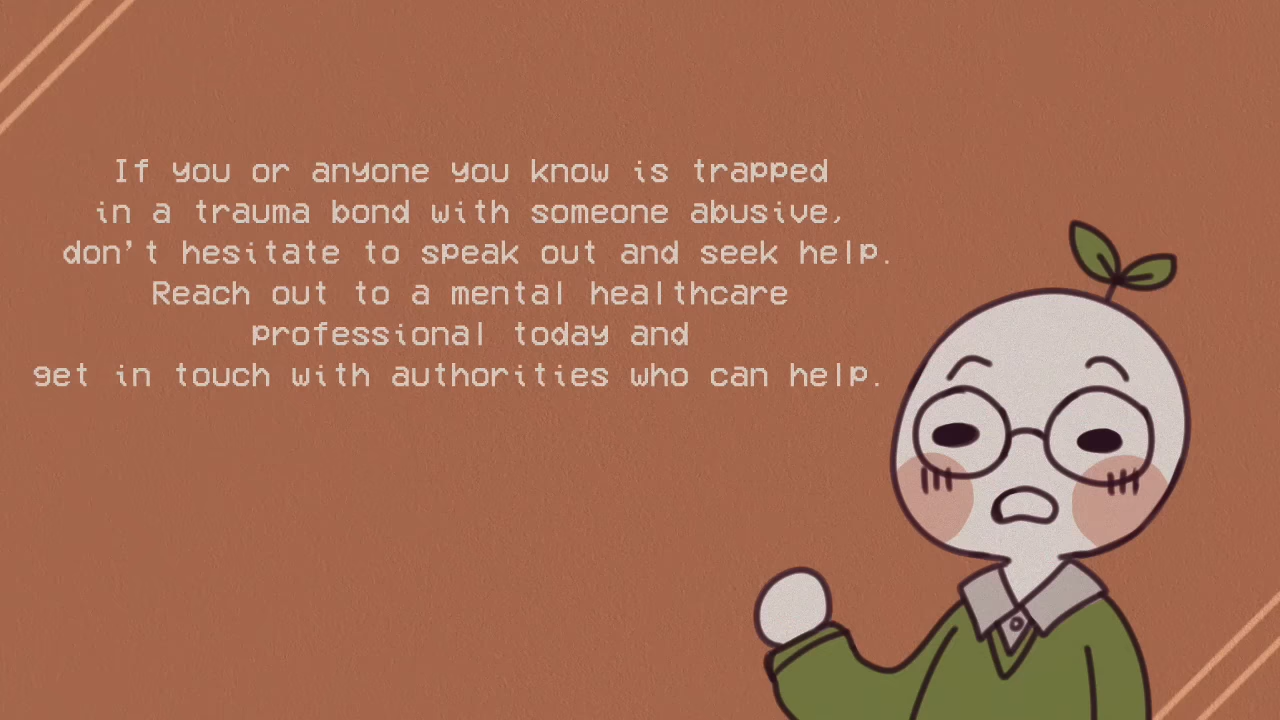 If you or anyone you know is trapped
in a trauma bond with someone abusive,
don't hesitate to speak out and seek help.
Reach out to a mental healthcare
professional today and
get in touch with authorities who can help.